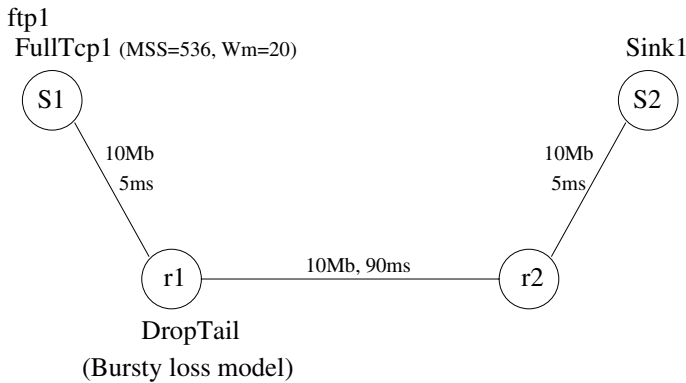 ftp1
FullTcp1 (MSS=536, Wm=20)
Sink1
S1
S2
10Mb
5ms
10Mb
5ms
10Mb, 90ms
r1
r2
DropTail
(Bursty loss model)